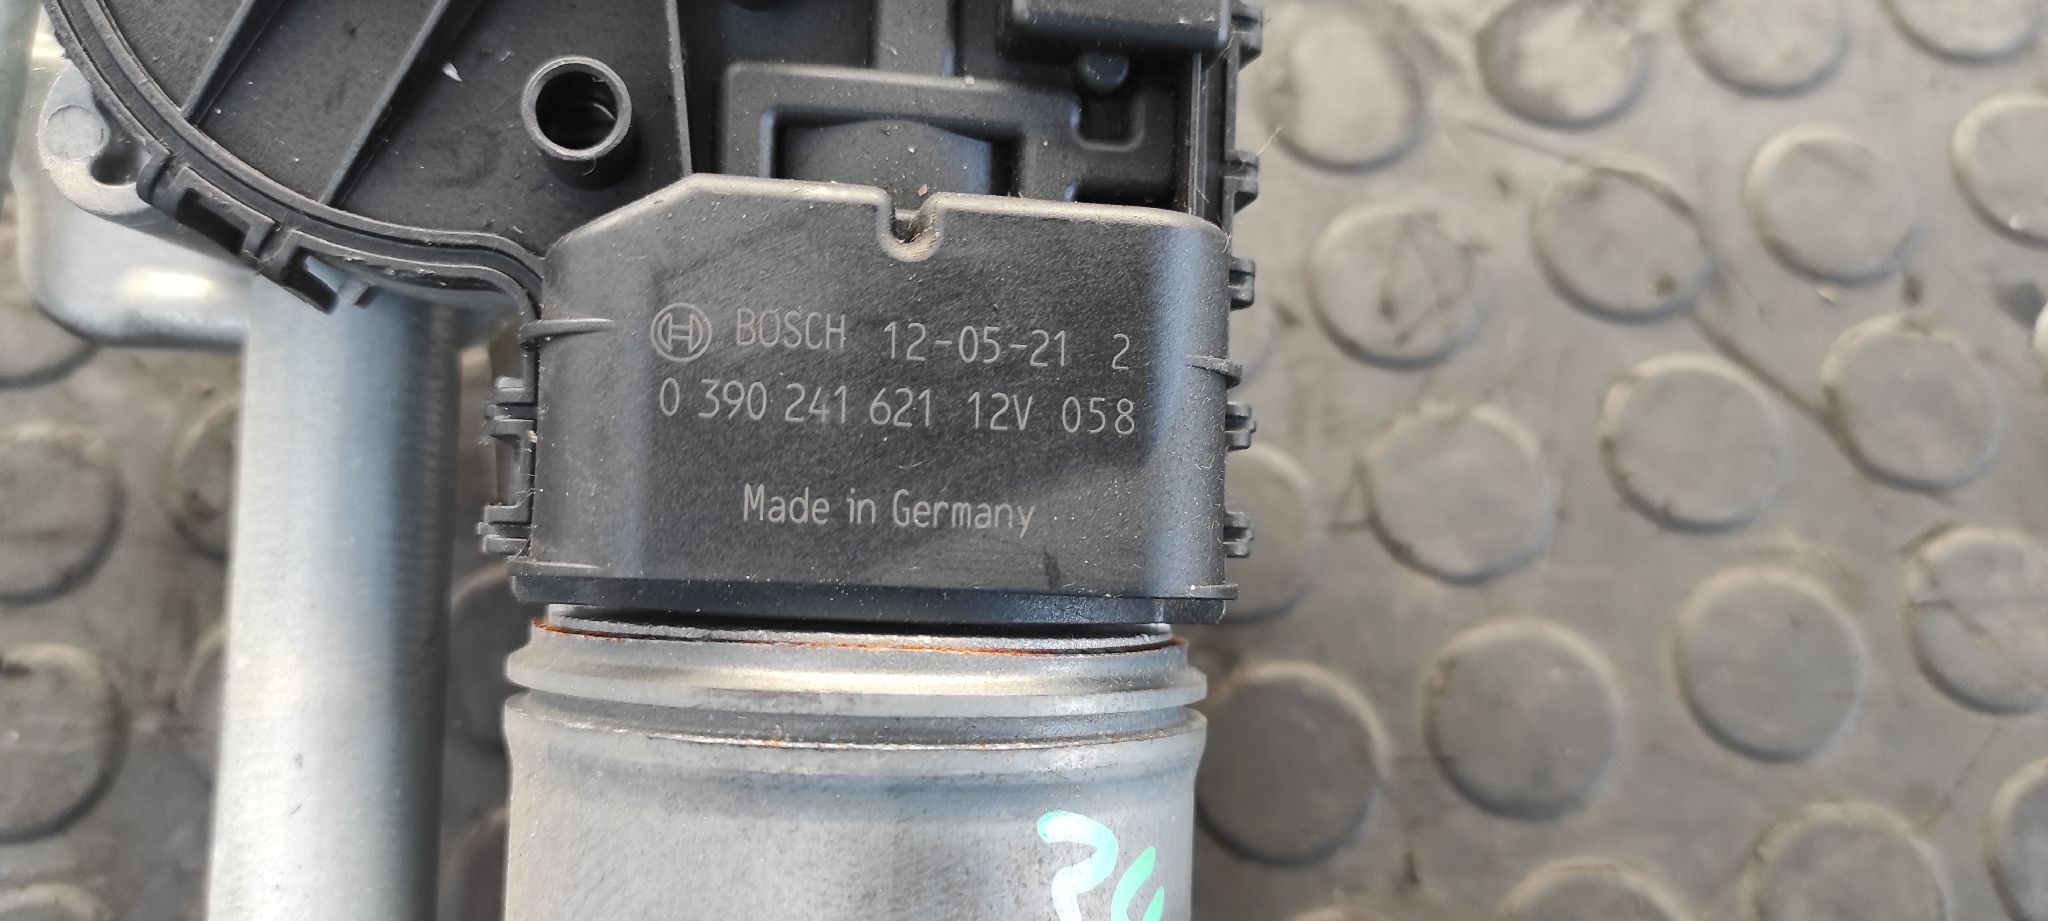 BOSCH 12-05-21 2
0 390 241 621 12V 058
Made in Germany